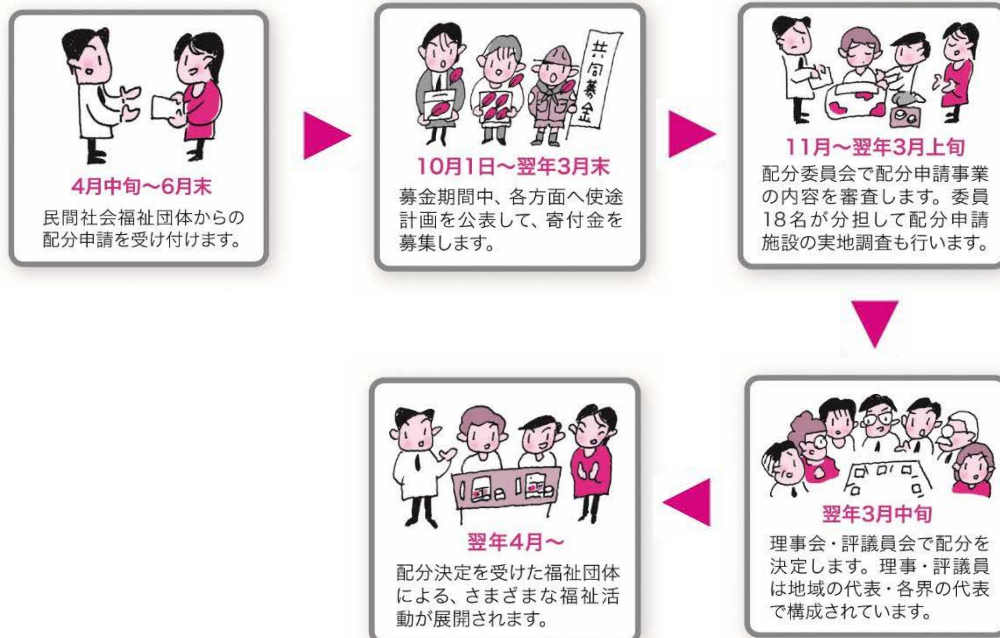 4月中旬〜6月末
民間社会福祉団体からの
配分申請を受け付けます。
共同募金
10月1日〜翌年3月末
募金期間中、各方面へ使途
計画を公表して、寄付金を
募集します。
11月〜翌年3月上旬
配分委員会で配分申請事業
の内容を審査します。委員
18名が分担して配分申請
施設の実地調査も行います。
翌年3月中旬
理事会・評議員会で配分を
決定します。理事・評議員
は地域の代表・各界の代表
で構成されています。
翌年4月〜
配分決定を受けた福祉団体
による、さまざまな福祉活
動が展開されます。